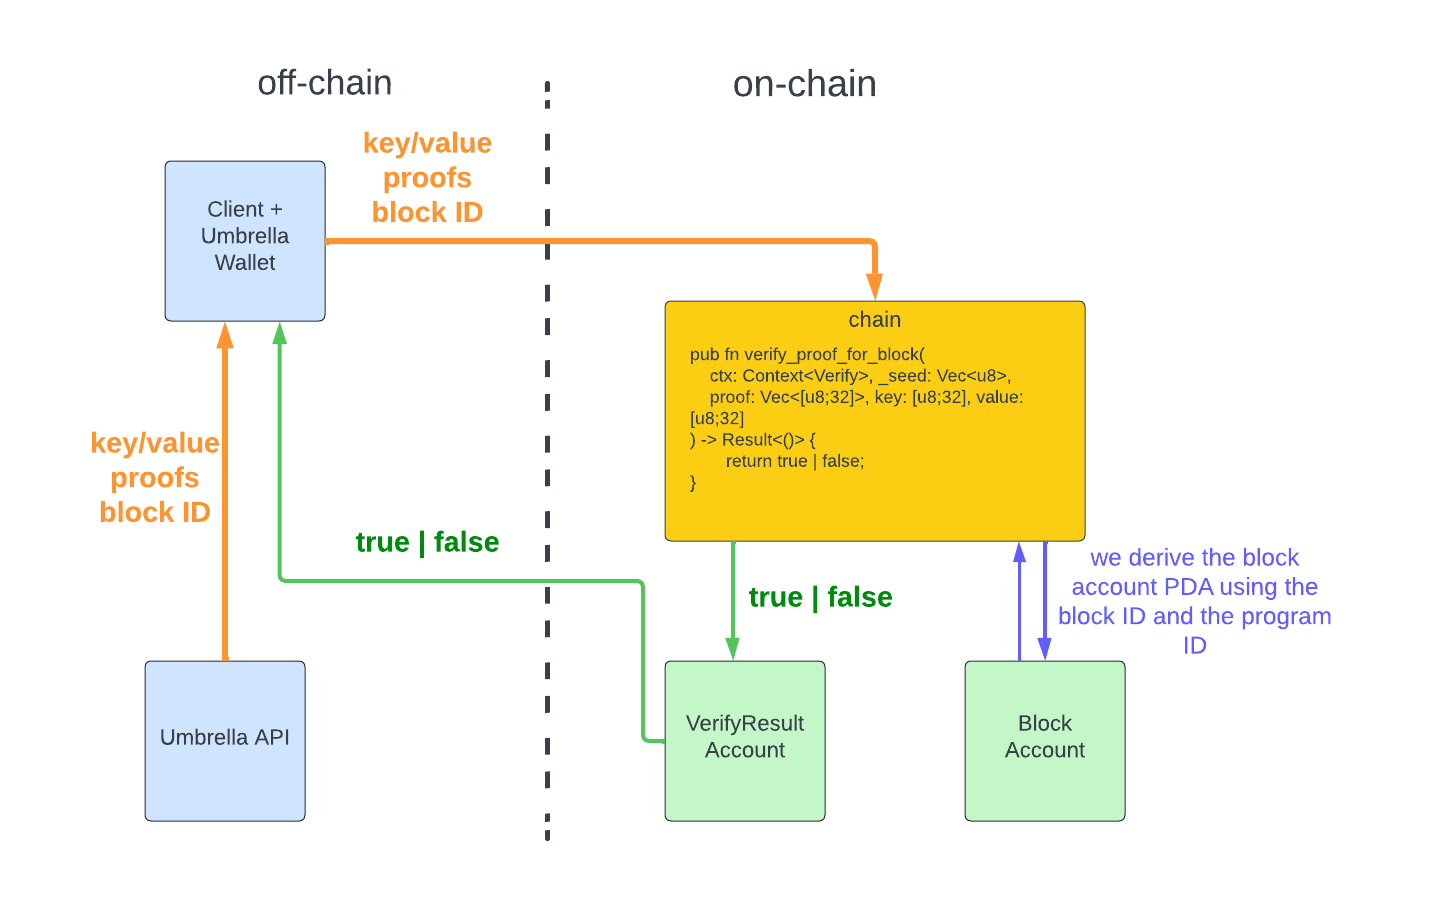 off-chain
on-chain
key/value
proofs
block ID
Client +
Umbrella
Wallet
chain
pub fn verify_proof_for_block(
ctx: Context<Verify>, _seed: Vec<u8>,
proof: Vec<[u8;32]>, key: [u8;32], value:
[u8;32]
) -> Result<()> {
return true | false;
}
key/value
proofs
block ID
true | false
true | false
we derive the block
account PDA using the
block ID and the program
ID
Umbrella API
VerifyResult
Account
Block
Account